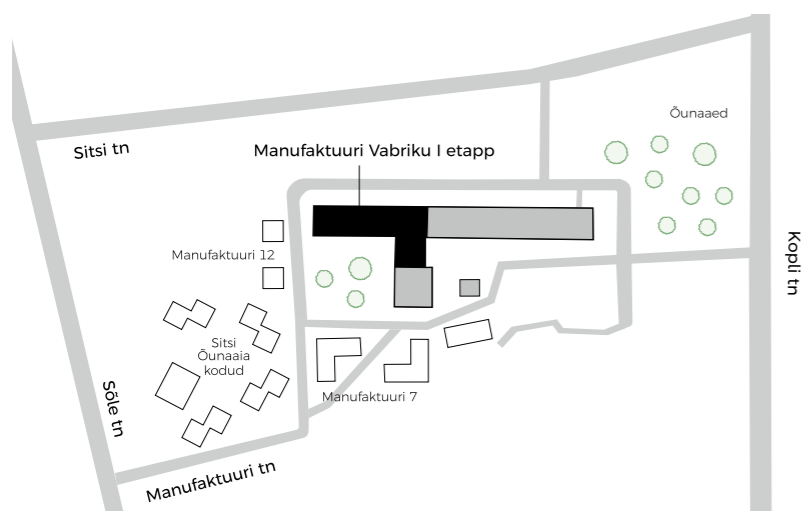 Õunaaed
Sitsi tn
Manufaktuuri Vabriku I etapp
Manufaktuuri 12
Kopli tn
Sitsi
Õunaaia
kodud
Sõle tn
Manufaktuuri 7
Manufaktuuri tn